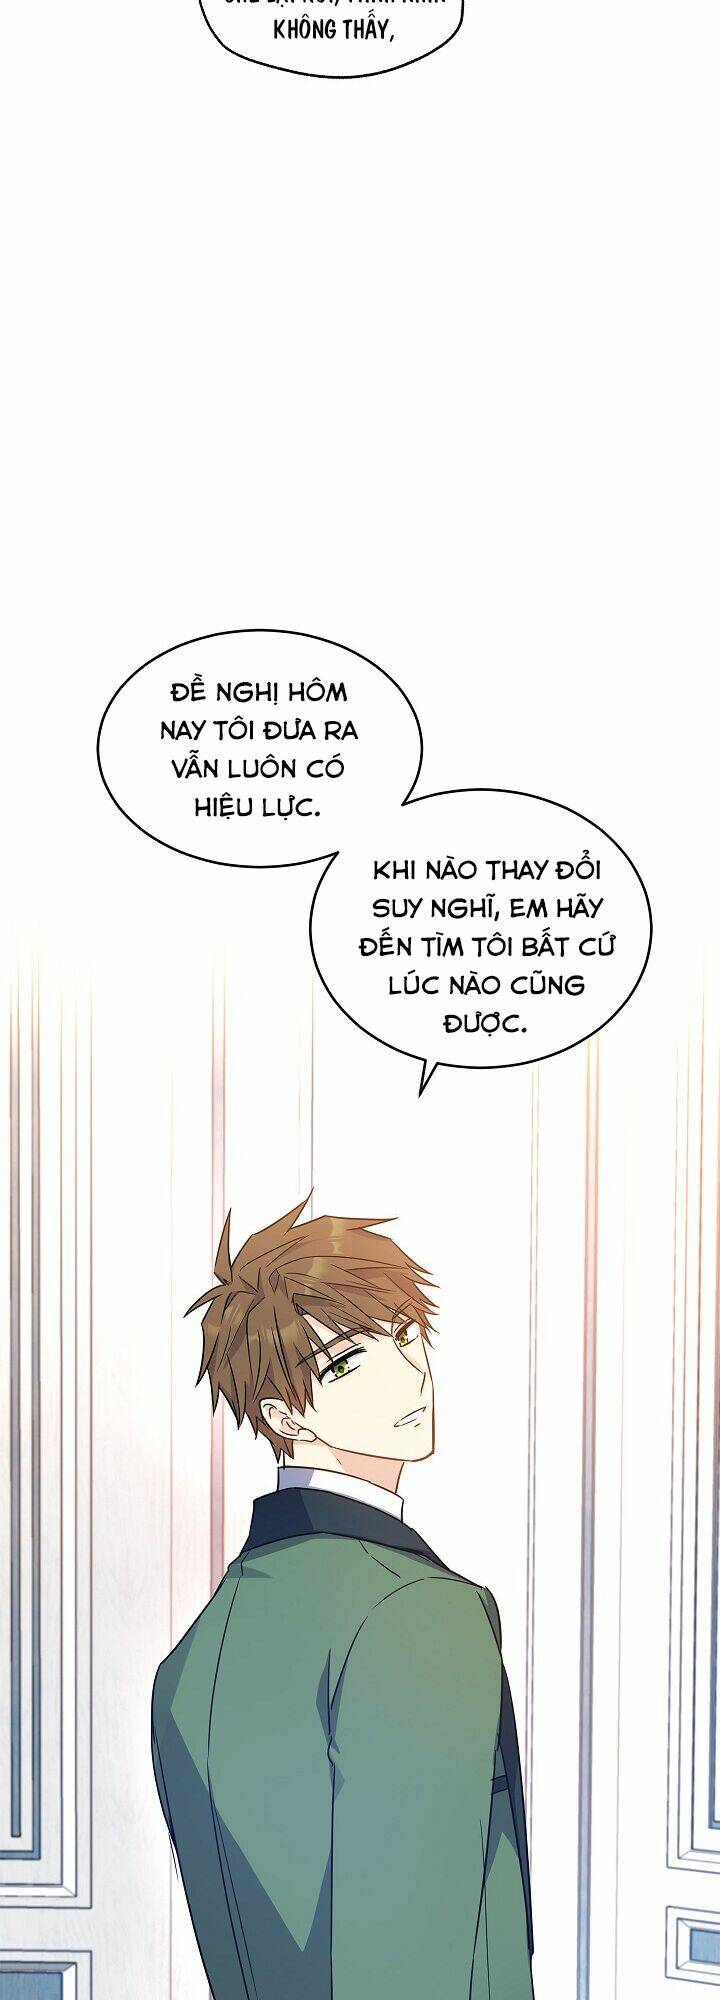 KHÔNG THẤY,
ĐỀ NGHỊ HÔM
NAY TÔI ĐƯA RA
VẪN LUÔN CÓ
HIỆU LỰC.
KHI NÀO THAY ĐỔI
SUY NGHĨ, EM HÃY
ĐẾN TÌM TÔI BẤT CỨ
LÚC NÀO CŨNG
ĐƯỢC.